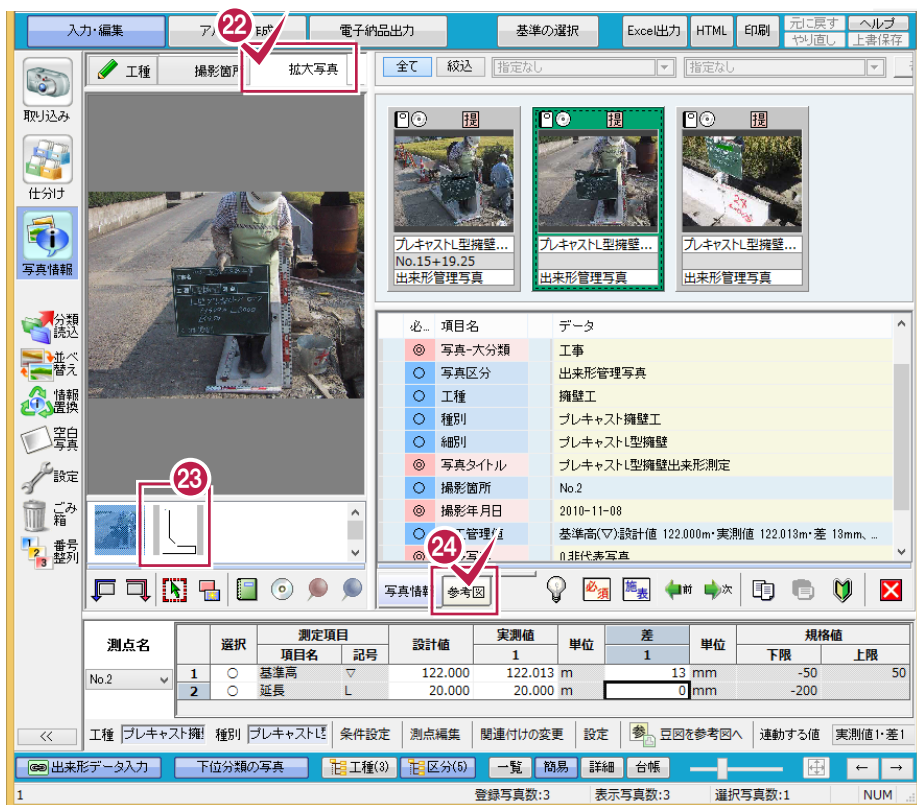 入力・編集
電子納品出力
基準の選択
Excel出力
HTML
印刷
元に戻す
やり直し
ヘルプ
上書保存
22
取り込み
仕分け
写真情報
分類読込
並べ替え
情報置換
空白写真
設定
ごみ箱
番号整列
工種
撮影箇所
拡大写真
全て
絞込
指定なし
指定なし
提
提
提
プレキャストL型擁壁...
No.15+19.25
出来形管理写真
プレキャストL型擁壁...
出来形管理写真
プレキャストL型擁壁...
出来形管理写真
必... 項目名 データ
◎ 写真-大分類 工事
○ 写真区分 出来形管理写真
○ 工種 擁壁工
○ 種別 プレキャスト擁壁工
○ 細別 プレキャストL型擁壁
◎ 写真タイトル プレキャストL型擁壁出来形測定
○ 撮影箇所 No.2
◎ 撮影年月日 2010-11-08
管理値 基準高(▽)設計値 122.000m・実測値 122.013m・差 13mm、...
0.非代表写真
23
24
写真情報
参考図
必須
施表
前
次
測点名
No.2
選択 測定項目 設計値 実測値 単位 差 単位 規格値
項目名 記号 1 1 下限 上限
1 ○ 基準高 ▽ 122.000 122.013 m 13 mm -50 50
2 ○ 延長 L 20.000 20.000 m 0 mm -200
<<
工種 プレキャスト擁
種別 プレキャストL
条件設定
測点編集
関連付けの変更
設定
参 豆図を参考図へ
連動する値
実測値1・差1
出来形データ入力
下位分類の写真
工種(3)
区分(5)
一覧
簡易
詳細
台帳
←
→
1
登録写真数:3
表示写真数:3
選択写真数:1
NUM